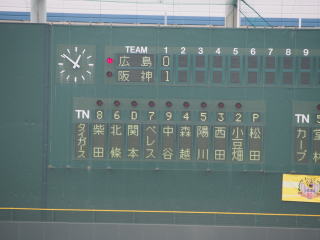 TEAM 1 2 3 4 5 6 7 8 9
広島 0
阪神 1
TN 8 6 D 7 9 4 5 3 2 P
タイガース 柴田 北條 関本 ペレス 中谷 森越 陽川 西田 小豆畑 松田
TN
カープ